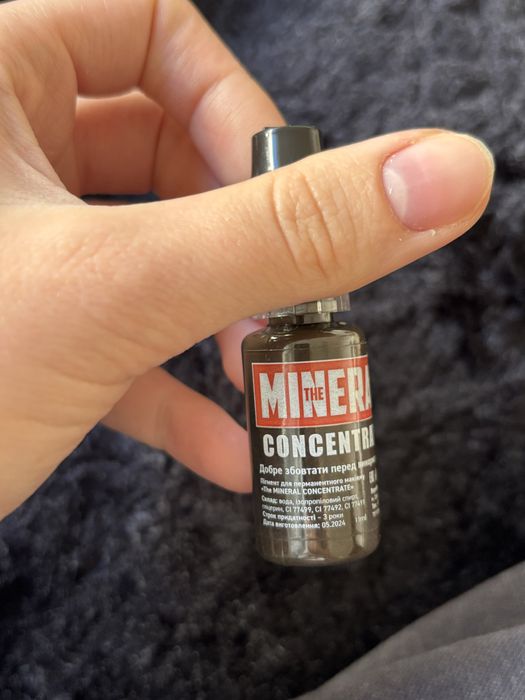 THE MINERA
CONCENTRA
Добре збовтати перед
Пігмент для перманентного макіяжу
«The MINERAL CONCENTRATE»
Склад: вода, ізопропіловий спирт,
гліцерин, CI 77499, CI 77492, CI 77491
Строк придатності – 3 роки
Дата виготовлення: 05.2024